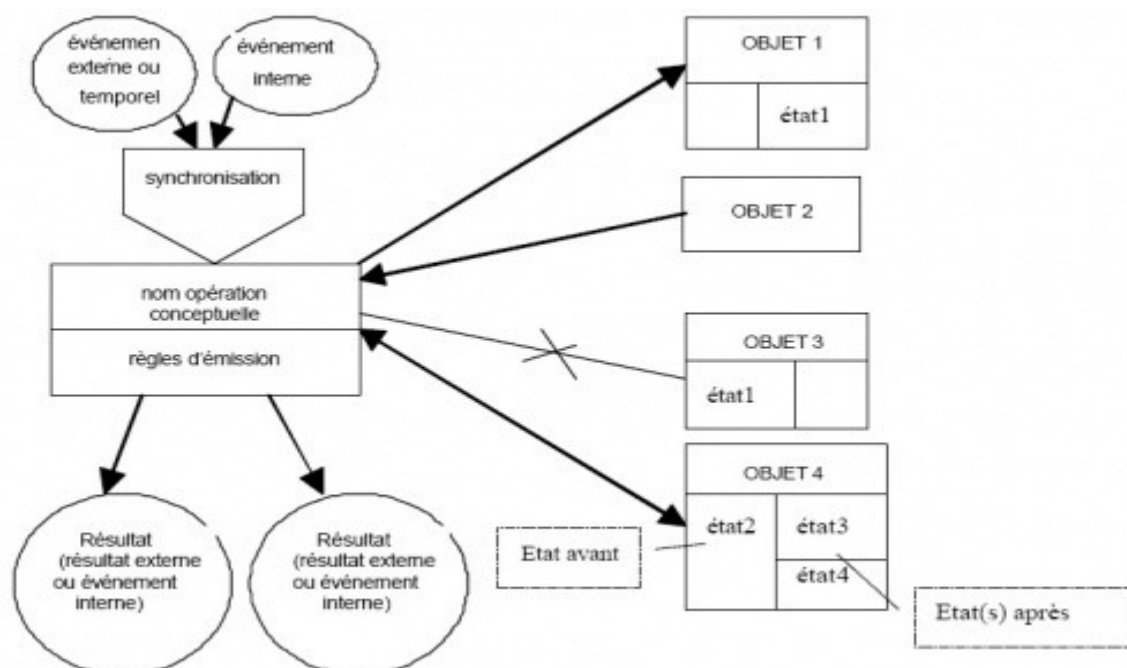 événemen
externe ou
temporel
événement
interne
synchronisation
nom opération
conceptuelle
règles d'émission
Résultat
(résultat externe
ou événement
interne)
Résultat
(résultat externe
ou événement
interne)
OBJET 1
état1
OBJET 2
OBJET 3
état1
OBJET 4
état2
état3
état4
Etat avant
Etat(s) après